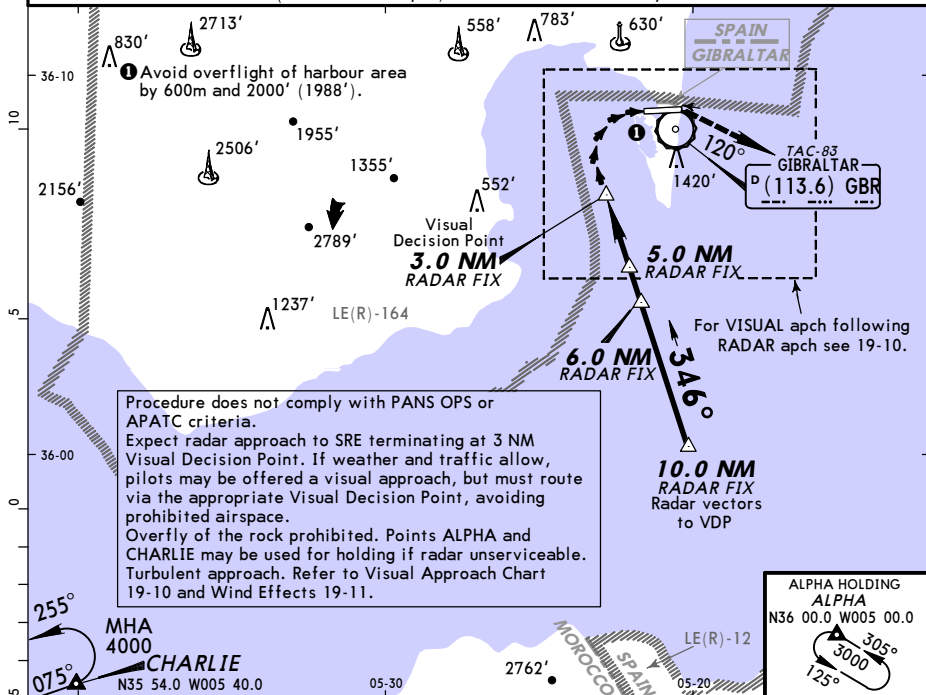 2713'
558'
783'
630'
830'
SPAIN
GIBRALTAR
36-10
1 Avoid overflight of harbour area
by 600m and 2000' (1988').
10
1955'
1
120°
TAC-83
GIBRALTAR
D (113.6) GBR
2506'
1355'
1420'
2156'
552'
Visual
Decision Point
3.0 NM
RADAR FIX
2789'
5.0 NM
RADAR FIX
1237'
LE(R)-164
5
For VISUAL apch following
RADAR apch see 19-10.
6.0 NM
RADAR FIX
346°
Procedure does not comply with PANS OPS or
APATC criteria.
Expect radar approach to SRE terminating at 3 NM
Visual Decision Point. If weather and traffic allow,
pilots may be offered a visual approach, but must route
via the appropriate Visual Decision Point, avoiding
prohibited airspace.
Overfly of the rock prohibited. Points ALPHA and
CHARLIE may be used for holding if radar unserviceable.
Turbulent approach. Refer to Visual Approach Chart
19-10 and Wind Effects 19-11.
36-00
10.0 NM
RADAR FIX
Radar vectors
to VDP
0
255°
MHA
4000
075°
CHARLIE
N35 54.0 W005 40.0
5
05-30
2762'
MOROCCO
SPAIN
LE(R)-12
05-20
ALPHA HOLDING
ALPHA
N36 00.0 W005 00.0
305°
3000
125°